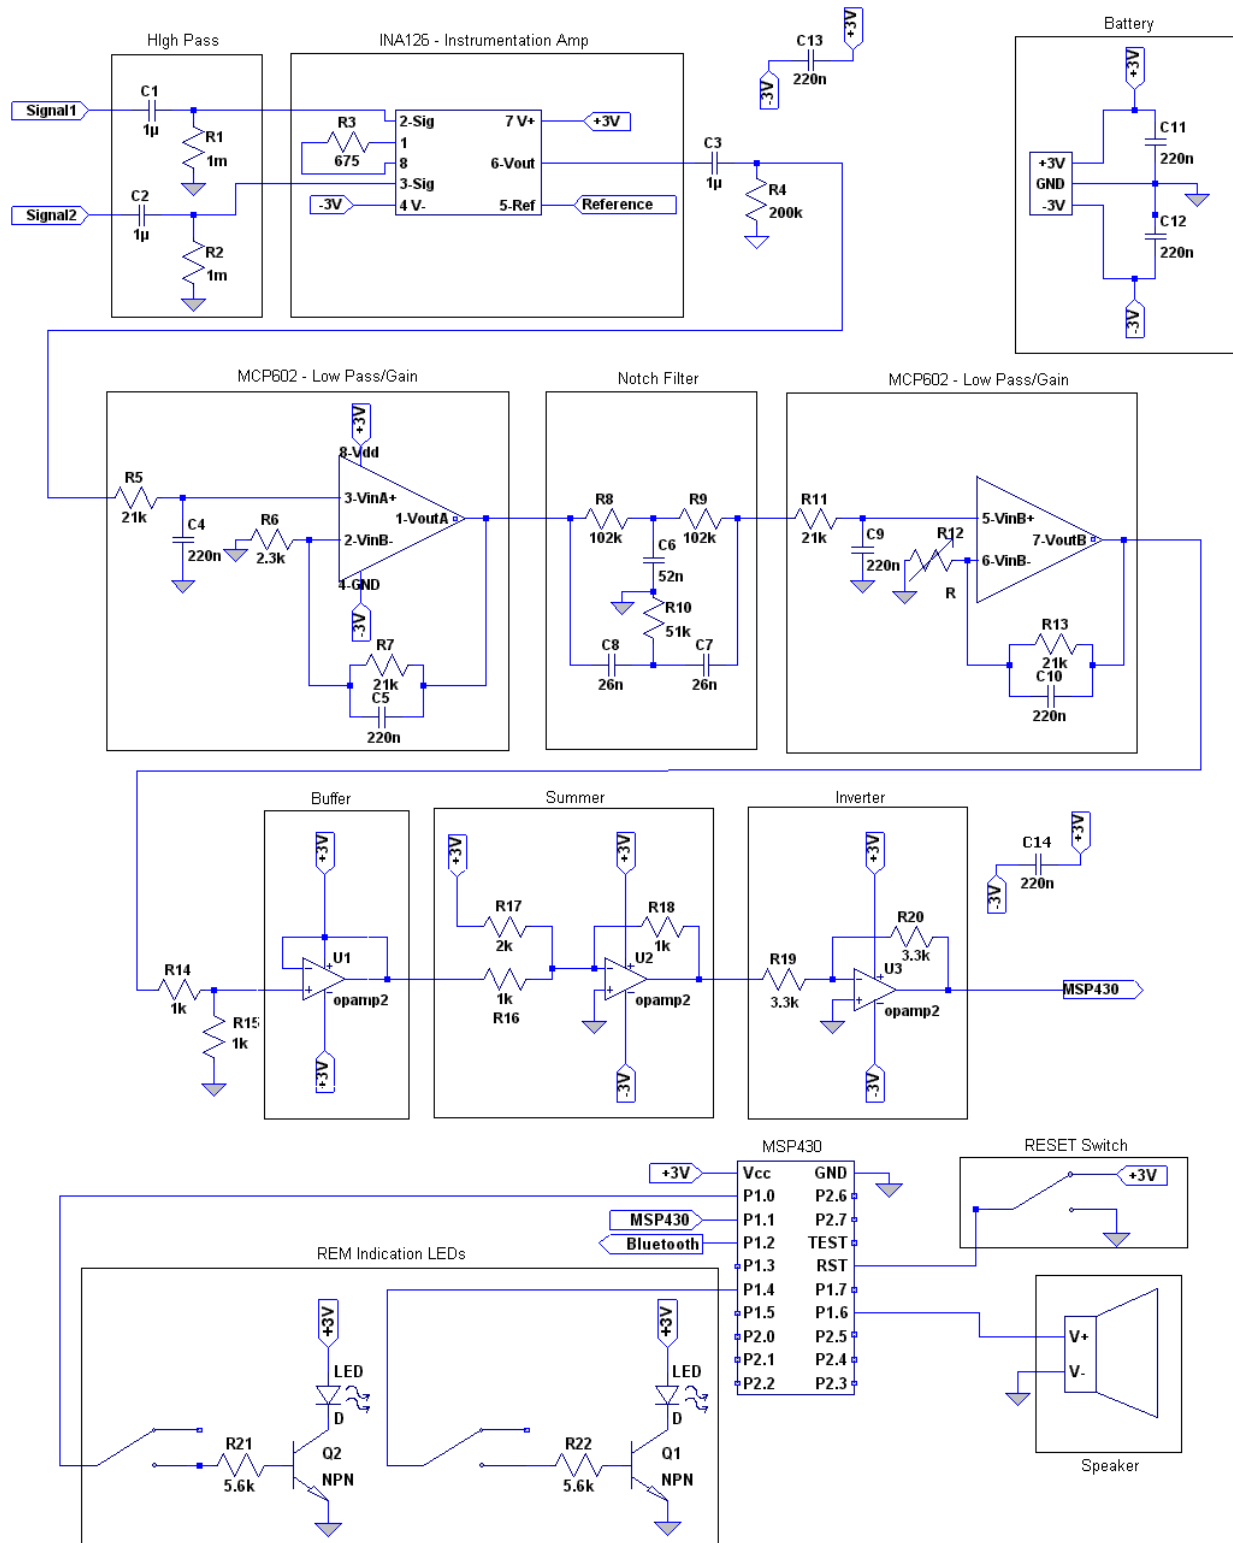 HIgh Pass
INA126 - Instrumentation Amp
Battery
C13
220n
+3V
-3V
+3V
Signal1
C1
1µ
R1
1m
R3
675
2-Sig
1
8
3-Sig
4 V-
7 V+
6-Vout
5-Ref
+3V
-3V
Reference
C3
1µ
R4
200k
Signal2
C2
1µ
R2
1m
+3V
GND
-3V
C11
220n
C12
220n
-3V
MCP602 - Low Pass/Gain
Notch Filter
MCP602 - Low Pass/Gain
+3V
8-Vdd
R5
21k
C4
220n
R6
2.3k
3-VinA+
2-VinB-
1-VoutA
4-GND
-3V
R7
21k
C5
220n
R8
102k
R9
102k
C6
52n
R10
51k
C8
26n
C7
26n
R11
21k
C9
220n
R12
R
5-VinB+
7-VoutB
6-VinB-
R13
21k
C10
220n
Buffer
Summer
Inverter
+3V
+3V
+3V
+3V
C14
220n
+3V
-3V
R14
1k
R15
1k
U1
opamp2
+3V
R17
2k
1k
R16
R18
1k
U2
opamp2
-3V
R19
3.3k
R20
3.3k
U3
opamp2
-3V
MSP430
MSP430
RESET Switch
+3V
Vcc
GND
P1.0
P2.6
MSP430
P1.1
P2.7
Bluetooth
P1.2
TEST
P1.3
RST
P1.4
P1.7
P1.5
P1.6
P2.0
P2.5
P2.1
P2.4
P2.2
P2.3
+3V
V+
V-
Speaker
REM Indication LEDs
+3V
LED
D
R21
5.6k
Q2
NPN
+3V
LED
D
R22
5.6k
Q1
NPN